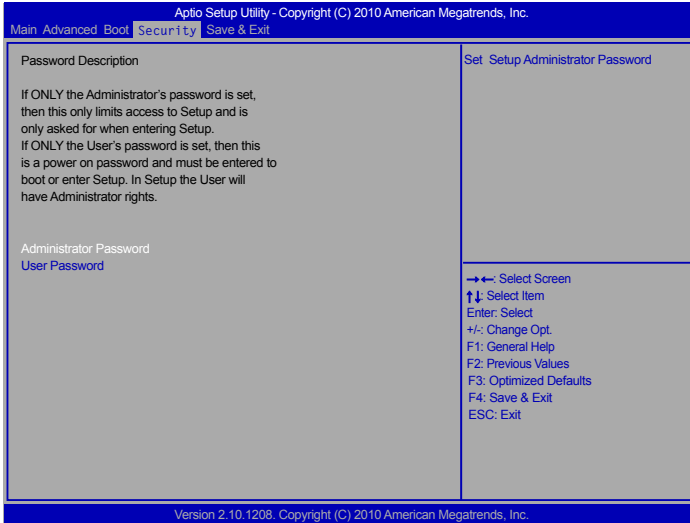 Aptio Setup Utility - Copyright (C) 2010 American Megatrends, Inc.
Main Advanced Boot Security Save & Exit
Password Description
If ONLY the Administrator's password is set,
then this only limits access to Setup and is
only asked for when entering Setup.
If ONLY the User's password is set, then this
is a power on password and must be entered to
boot or enter Setup. In Setup the User will
have Administrator rights.
Administrator Password
User Password
Set Setup Administrator Password
→←: Select Screen
↑↓: Select Item
Enter: Select
+/-: Change Opt.
F1: General Help
F2: Previous Values
F3: Optimized Defaults
F4: Save & Exit
ESC: Exit
Version 2.10.1208. Copyright (C) 2010 American Megatrends, Inc.